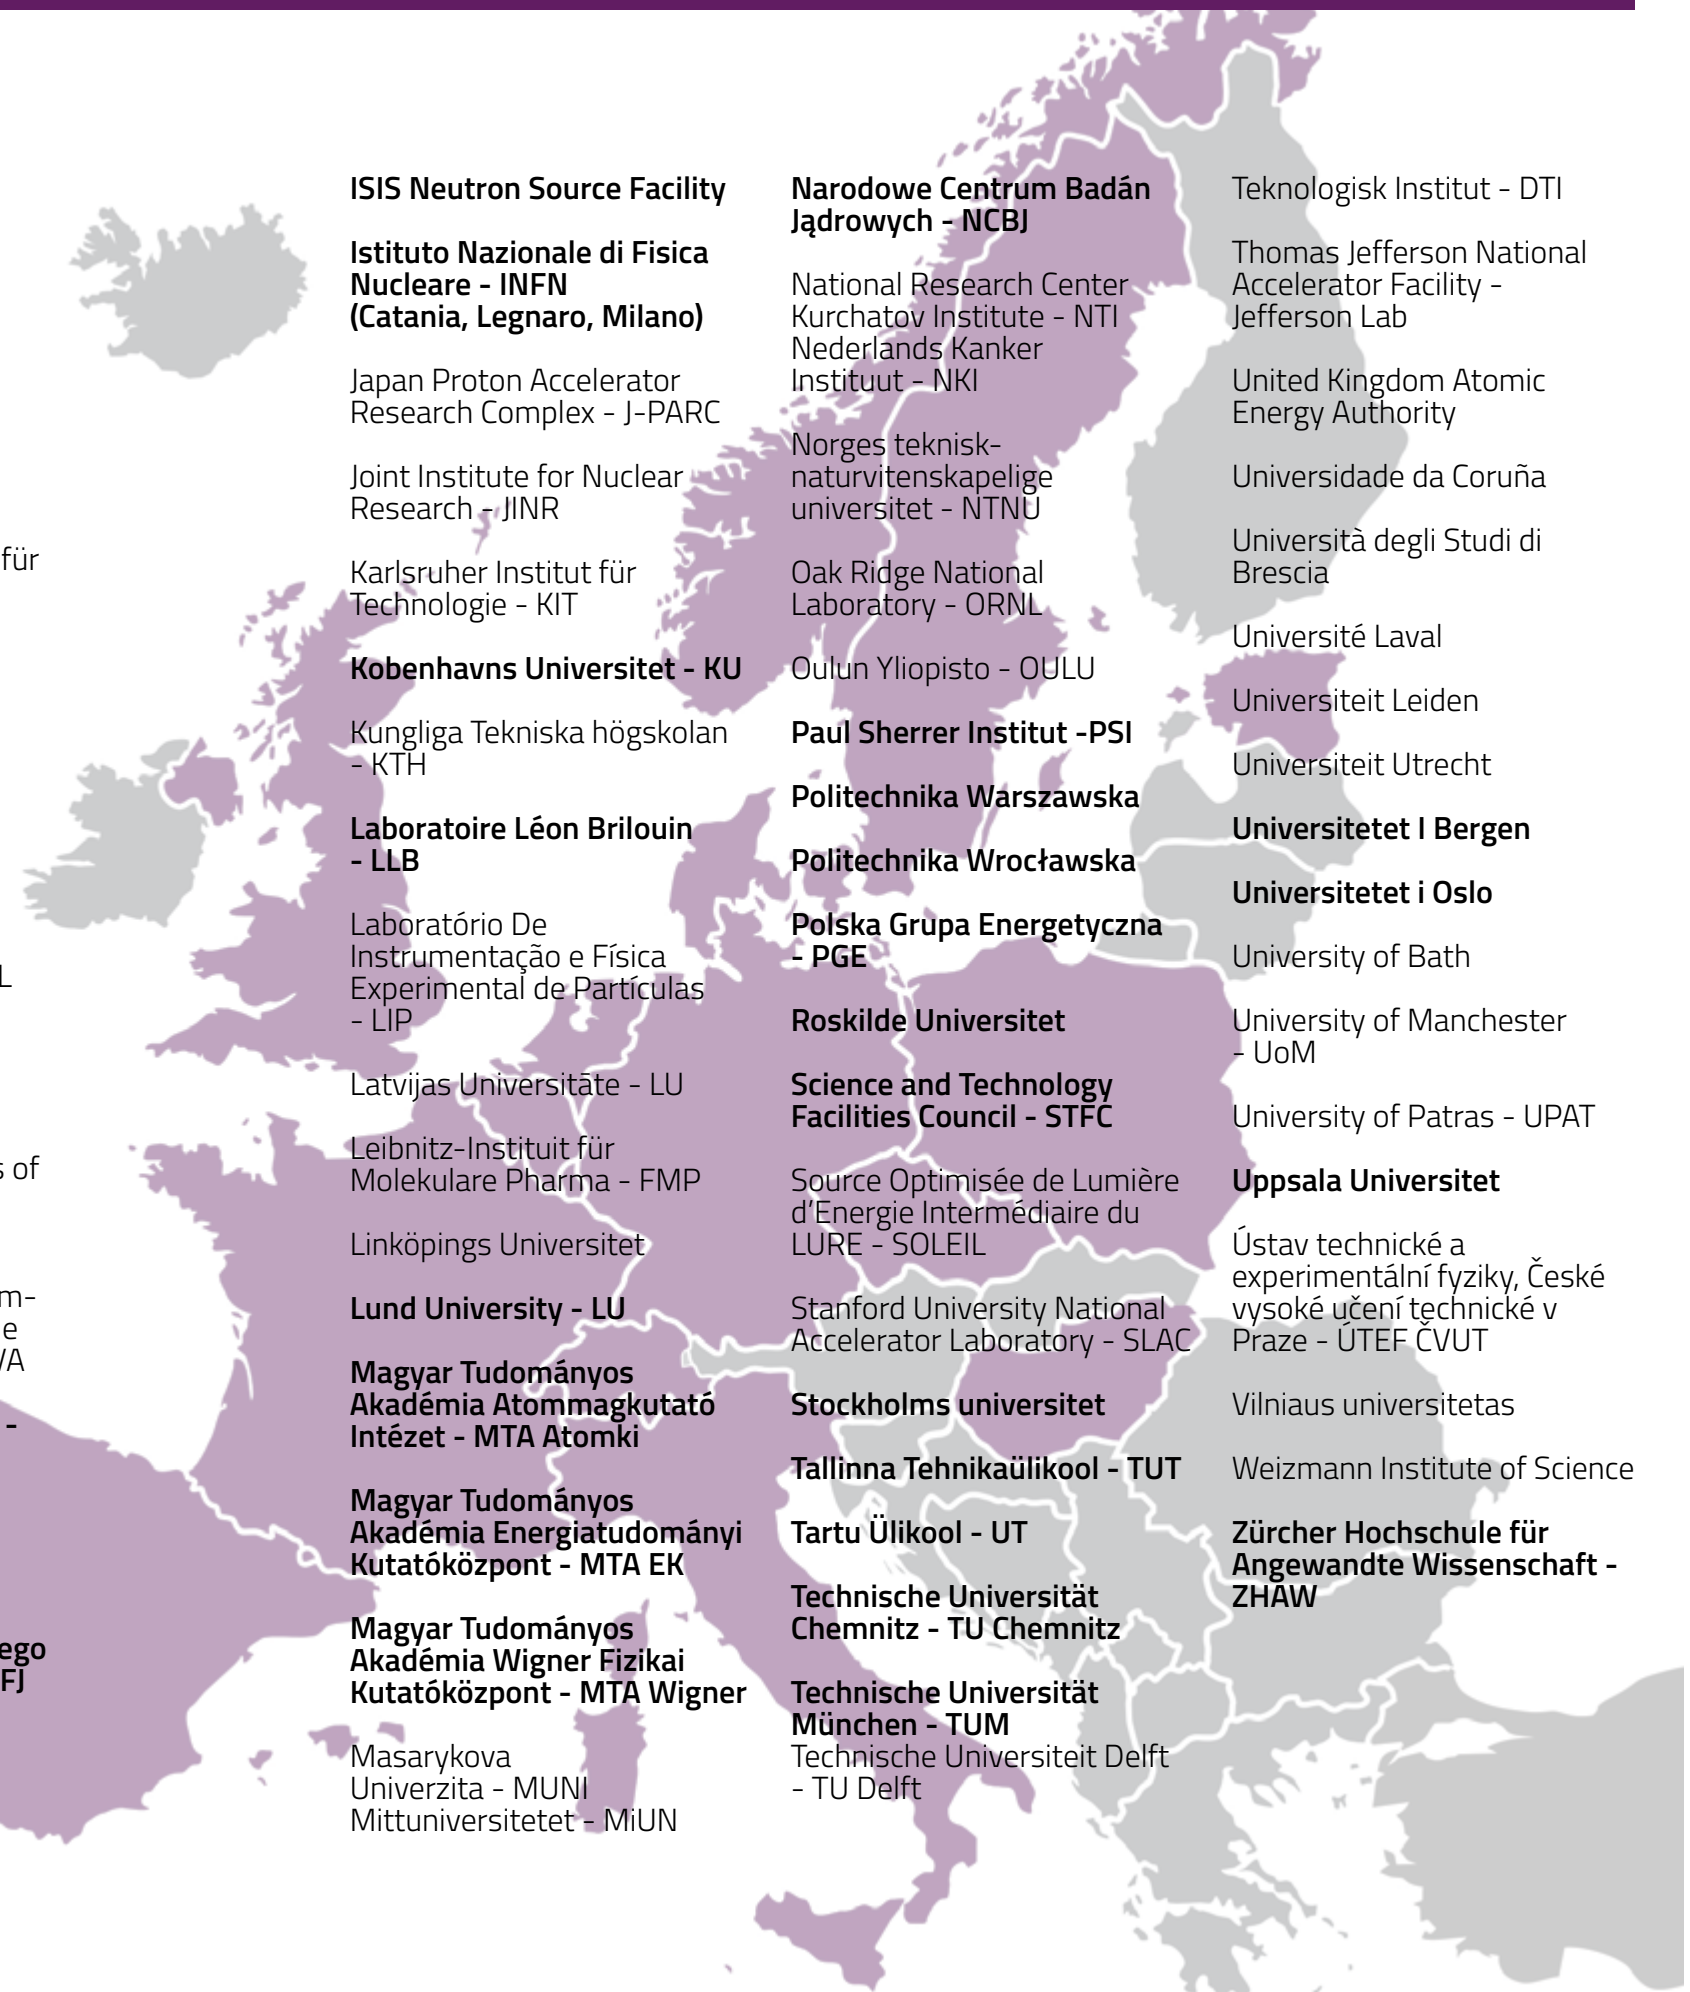 für
L
s of
m-
e
VA
-
ego
FJ
ISIS Neutron Source Facility
Istituto Nazionale di Fisica
Nucleare - INFN
(Catania, Legnaro, Milano)
Japan Proton Accelerator
Research Complex - J-PARC
Joint Institute for Nuclear
Research - JINR
Karlsruher Institut für
Technologie - KIT
Kobenhavns Universitet - KU
Kungliga Tekniska högskolan
- KTH
Laboratoire Léon Brilouin
- LLB
Laboratório De
Instrumentação e Física
Experimental de Partículas
- LIP
Latvijas Universitāte - LU
Leibnitz-Instituit für
Molekulare Pharma - FMP
Linköpings Universitet
Lund University - LU
Magyar Tudományos
Akadémia Atommagkutató
Intézet - MTA Atomki
Magyar Tudományos
Akadémia Energiatudományi
Kutatóközpont - MTA EK
Magyar Tudományos
Akadémia Wigner Fizikai
Kutatóközpont - MTA Wigner
Masarykova
Univerzita - MUNI
Mittuniversitetet - MiUN
Narodowe Centrum Badán
Jądrowych - NCBJ
National Research Center
Kurchatov Institute - NTI
Nederlands Kanker
Instituut - NKI
Norges teknisk-
naturvitenskapelige
universitet - NTNU
Oak Ridge National
Laboratory - ORNL
Oulun Yliopisto - OULU
Paul Sherrer Institut -PSI
Politechnika Warszawska
Politechnika Wrocławska
Polska Grupa Energetyczna
- PGE
Roskilde Universitet
Science and Technology
Facilities Council - STFC
Source Optimisée de Lumière
d’Energie Intermédiaire du
LURE - SOLEIL
Stanford University National
Accelerator Laboratory - SLAC
Stockholms universitet
Tallinna Tehnikaülikool - TUT
Tartu Ülikool - UT
Technische Universität
Chemnitz - TU Chemnitz
Technische Universität
München - TUM
Technische Universiteit Delft
- TU Delft
Teknologisk Institut - DTI
Thomas Jefferson National
Accelerator Facility -
Jefferson Lab
United Kingdom Atomic
Energy Authority
Universidade da Coruña
Università degli Studi di
Brescia
Université Laval
Universiteit Leiden
Universiteit Utrecht
Universitetet I Bergen
Universitetet i Oslo
University of Bath
University of Manchester
- UoM
University of Patras - UPAT
Uppsala Universitet
Ústav technické a
experimentální fyziky, České
vysoké učení technické v
Praze - ÚTEF ČVUT
Vilniaus universitetas
Weizmann Institute of Science
Zürcher Hochschule für
Angewandte Wissenschaft -
ZHAW